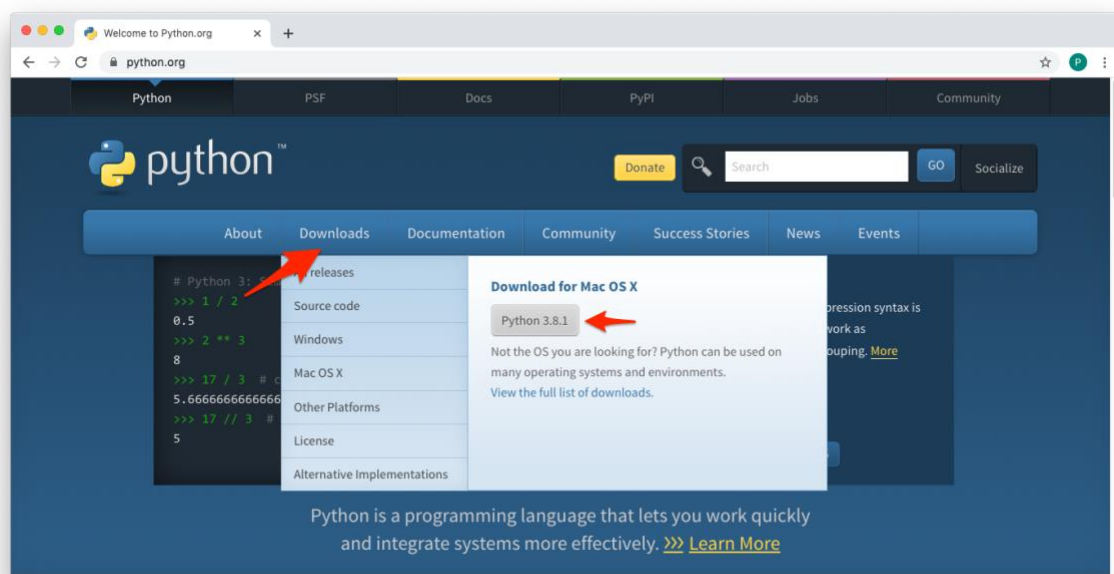 Welcome to Python.org
python.org
P
Python PSF Docs PyPI Jobs Community
python™
Donate Search GO Socialize
About Downloads Documentation Community Success Stories News Events
# Python 3: S
>>> 1 / 2
0.5
>>> 2 ** 3
8
>>> 17 / 3 # c
5.666666666666
>>> 17 // 3 #
5
releases
Source code
Windows
Mac OS X
Other Platforms
License
Alternative Implementations
Download for Mac OS X
Python 3.8.1
Not the OS you are looking for? Python can be used on
many operating systems and environments.
View the full list of downloads.
pression syntax is
work as
ouping. More
Python is a programming language that lets you work quickly
and integrate systems more effectively. >>> Learn More